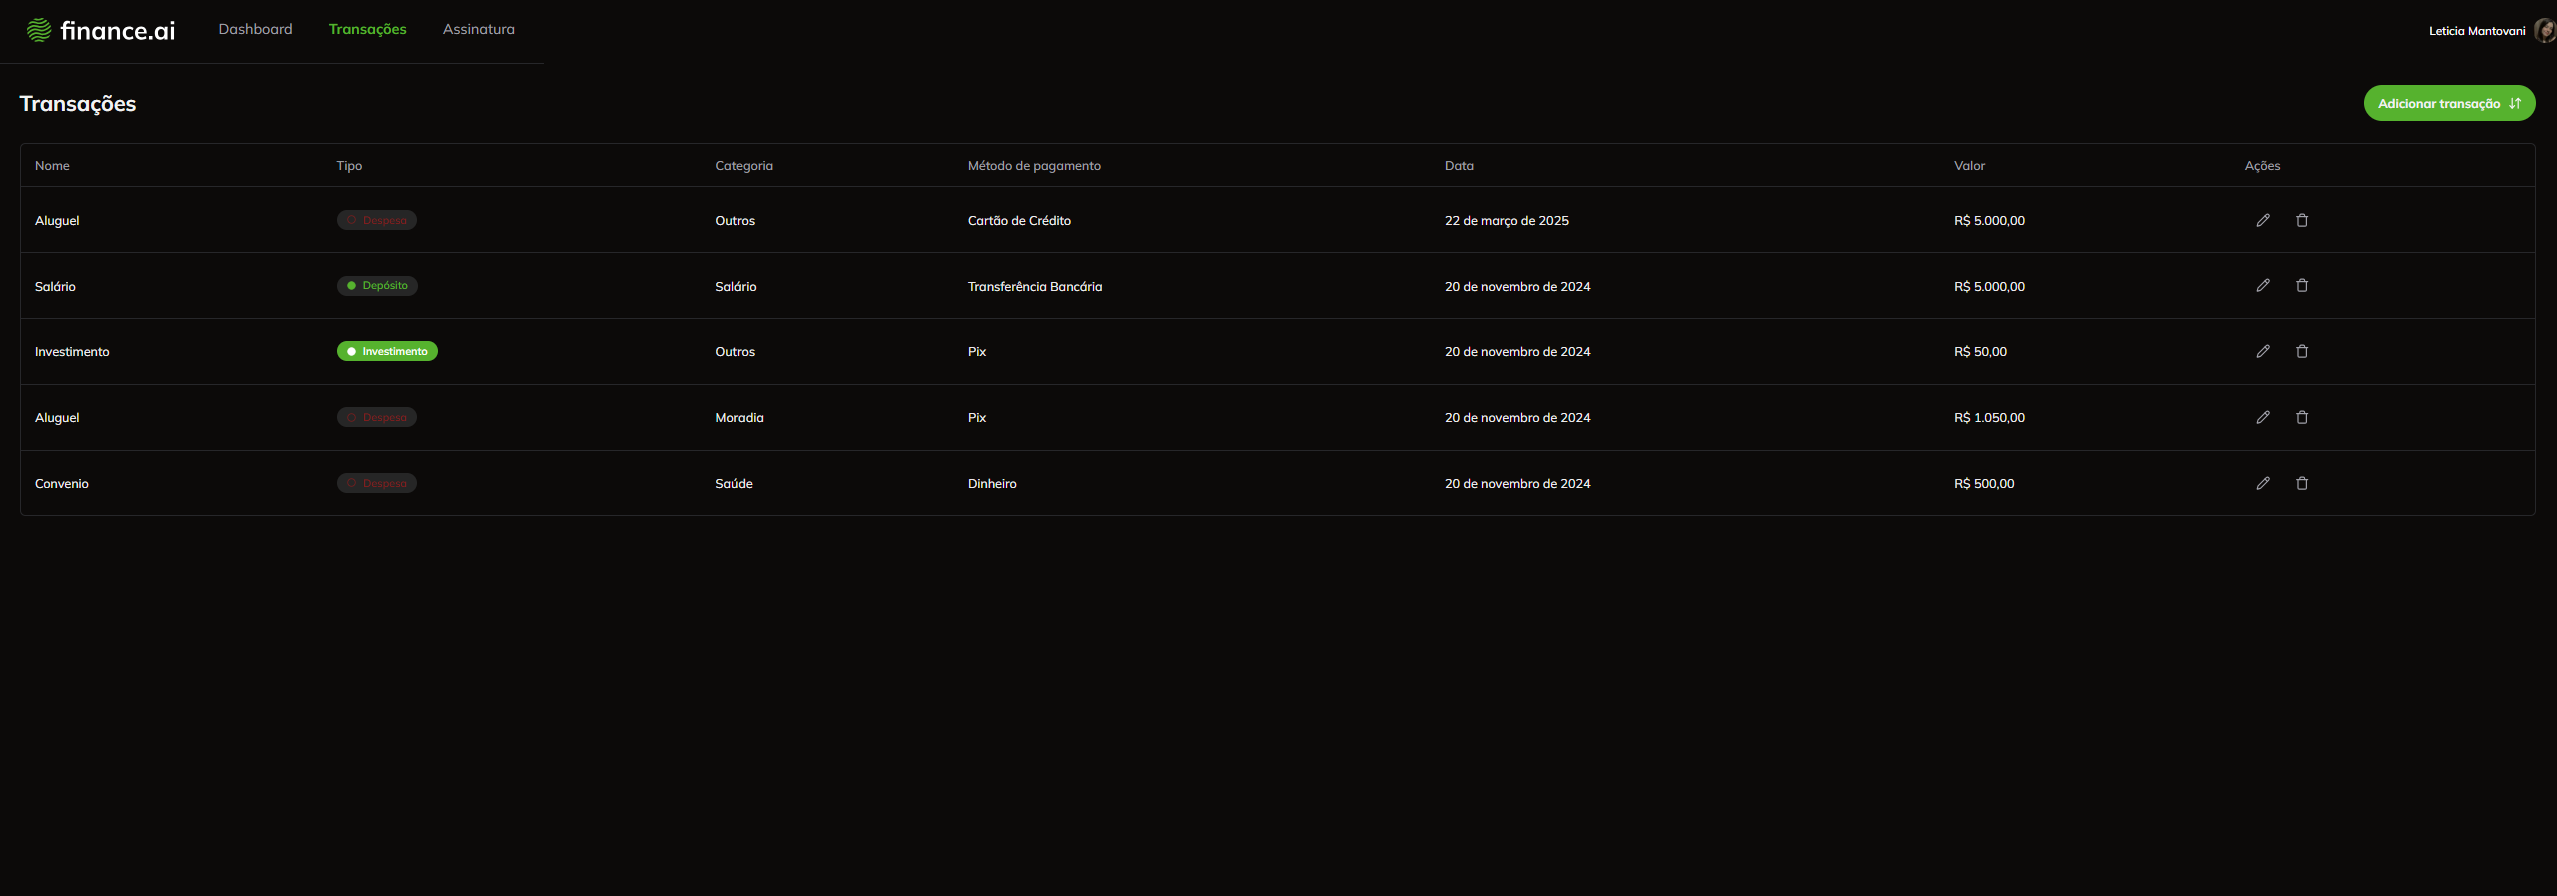 finance.ai Dashboard Transações Assinatura Leticia Mantovani
Transações Adicionar transação
Nome Tipo Categoria Método de pagamento Data Valor Ações
Aluguel Despesa Outros Cartão de Crédito 22 de março de 2025 R$ 5.000,00
Salário Depósito Salário Transferência Bancária 20 de novembro de 2024 R$ 5.000,00
Investimento Investimento Outros Pix 20 de novembro de 2024 R$ 50,00
Aluguel Despesa Moradia Pix 20 de novembro de 2024 R$ 1.050,00
Convenio Despesa Saúde Dinheiro 20 de novembro de 2024 R$ 500,00